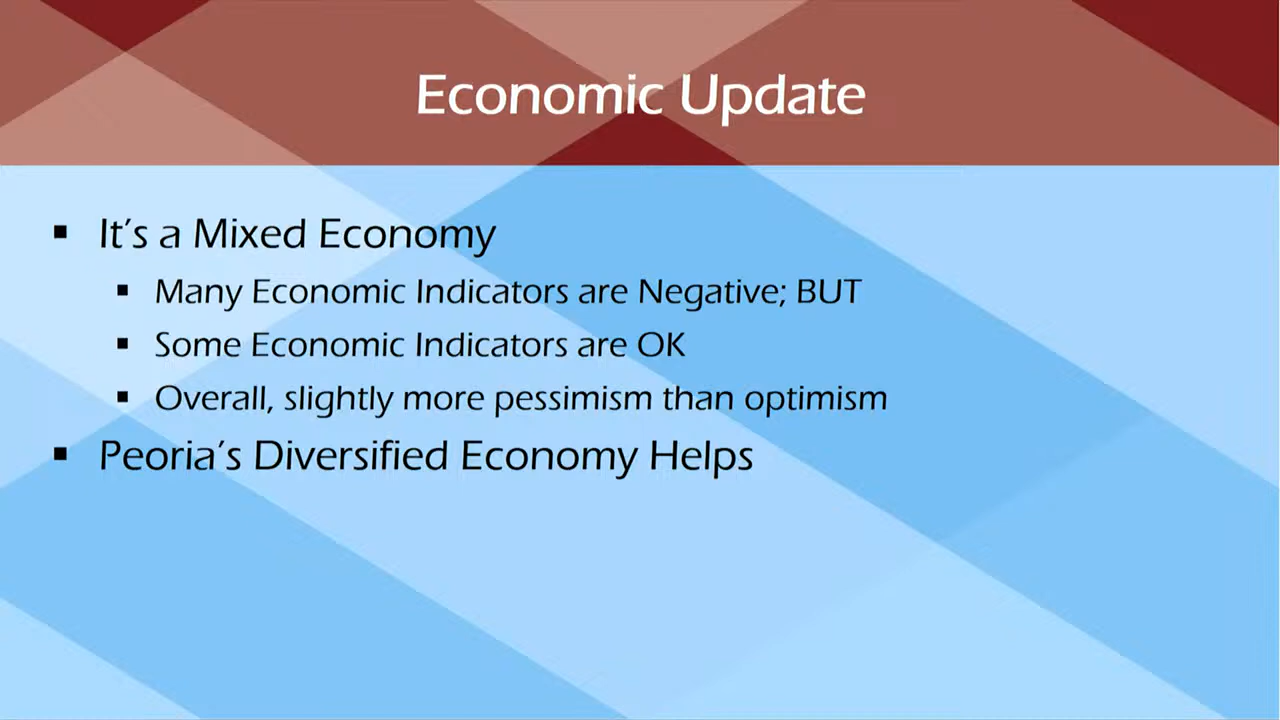 Economic Update
▪ It's a Mixed Economy
▪ Many Economic Indicators are Negative; BUT
▪ Some Economic Indicators are OK
▪ Overall, slightly more pessimism than optimism
▪ Peoria's Diversified Economy Helps